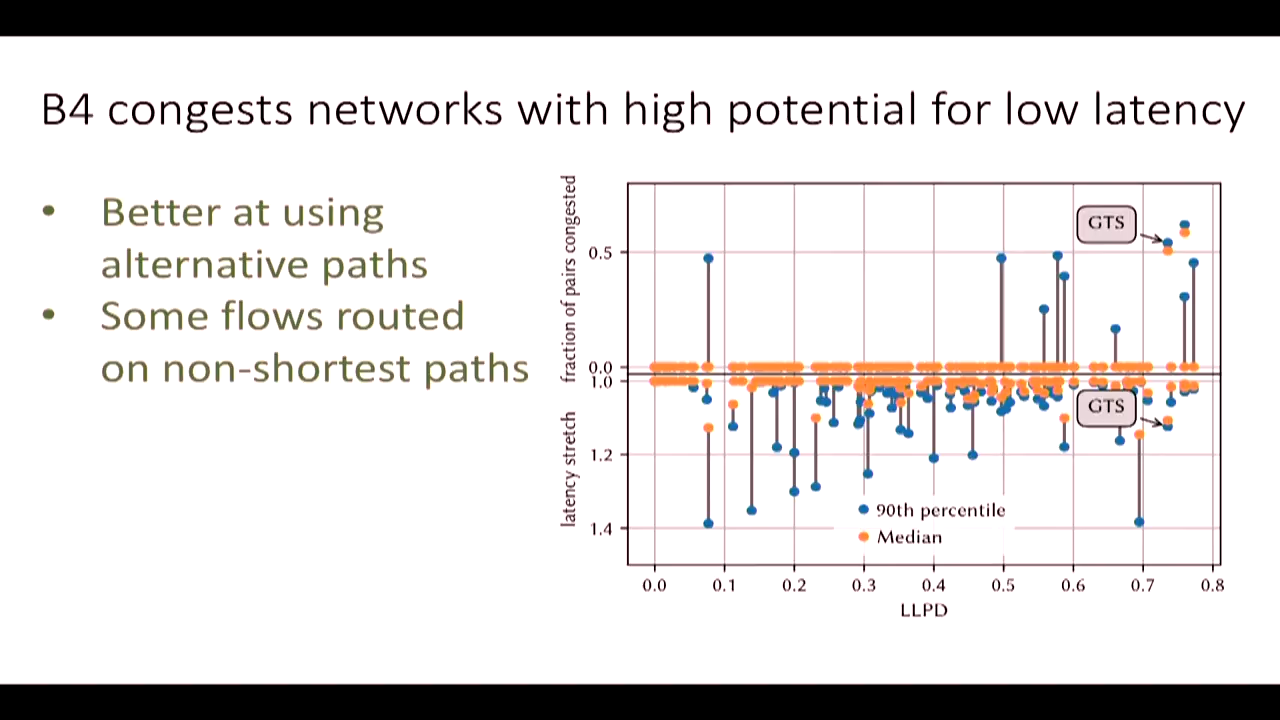 B4 congests networks with high potential for low latency
• Better at using
alternative paths
• Some flows routed
on non-shortest paths
fraction of pairs congested
latency stretch
0.5
0.0
1.0
1.2
1.4
GTS
GTS
90th percentile
Median
0.0 0.1 0.2 0.3 0.4 0.5 0.6 0.7 0.8
LLPD